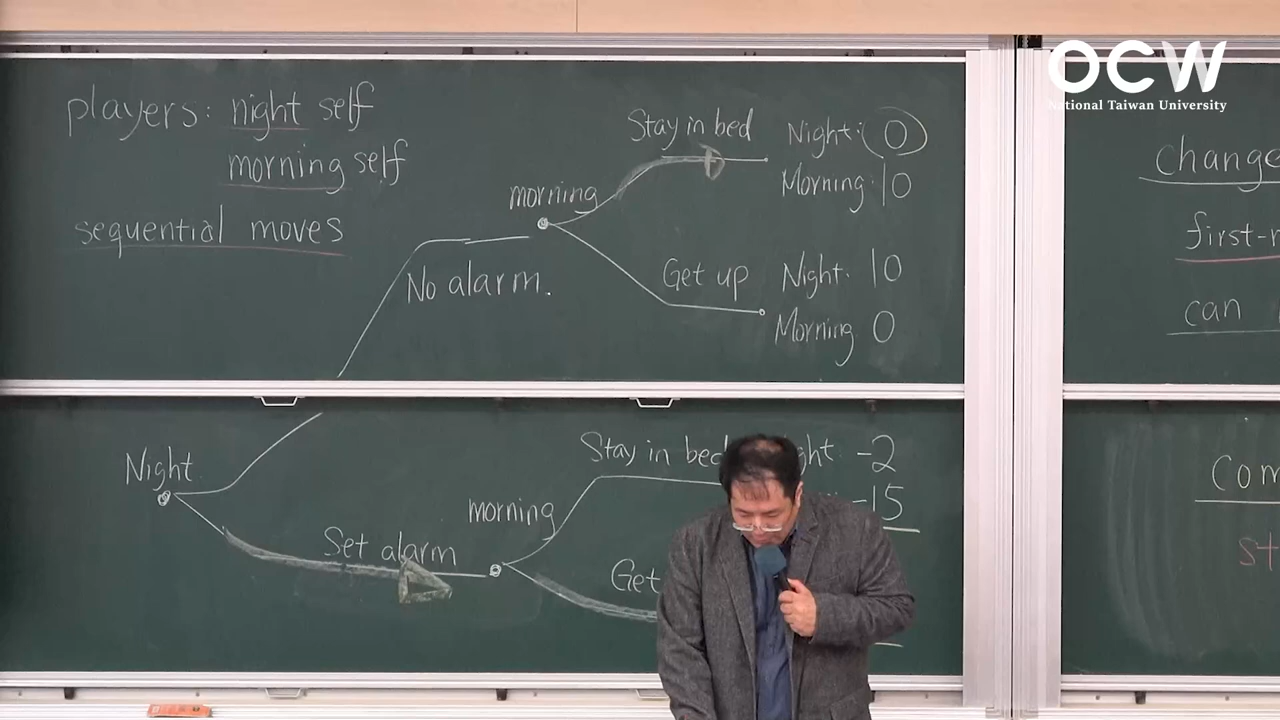 OCW
National Taiwan University
players: night self
morning self
sequential moves
morning
Stay in bed
Night: 0
Morning: 10
No alarm.
Get up
Night: 10
Morning 0
Night
Set alarm
morning
Stay in bed
-2
-15
Get
change
first-
can